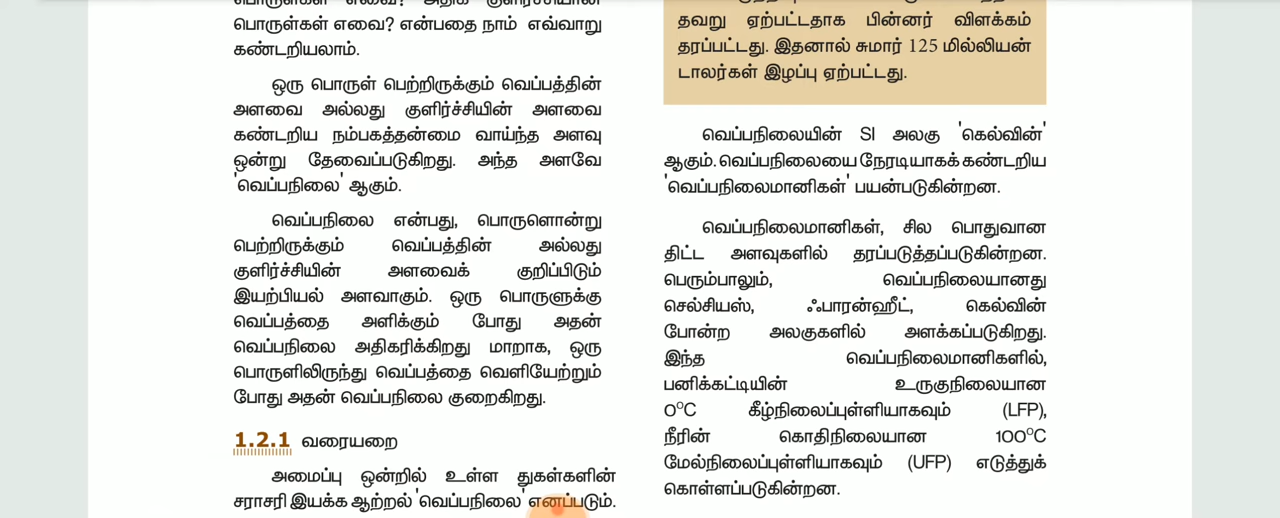 பொருள்கள் எவை? அதிக குளிர்ச்சியான
பொருள்கள் எவை? என்பதை நாம் எவ்வாறு
கண்டறியலாம்.
ஒரு பொருள் பெற்றிருக்கும் வெப்பத்தின்
அளவை அல்லது குளிர்ச்சியின் அளவை
கண்டறிய நம்பகத்தன்மை வாய்ந்த அளவு
ஒன்று தேவைப்படுகிறது. அந்த அளவே
'வெப்பநிலை' ஆகும்.
வெப்பநிலை என்பது, பொருளொன்று
பெற்றிருக்கும் வெப்பத்தின் அல்லது
குளிர்ச்சியின் அளவைக் குறிப்பிடும்
இயற்பியல் அளவாகும். ஒரு பொருளுக்கு
வெப்பத்தை அளிக்கும் போது அதன்
வெப்பநிலை அதிகரிக்கிறது மாறாக, ஒரு
பொருளிலிருந்து வெப்பத்தை வெளியேற்றும்
போது அதன் வெப்பநிலை குறைகிறது.
1.2.1 வரையறை
அமைப்பு ஒன்றில் உள்ள துகள்களின்
சராசரி இயக்க ஆற்றல் 'வெப்பநிலை' எனப்படும்.
தவறு ஏற்பட்டதாக பின்னர் விளக்கம்
தரப்பட்டது. இதனால் சுமார் 125 மில்லியன்
டாலர்கள் இழப்பு ஏற்பட்டது.
வெப்பநிலையின் SI அலகு 'கெல்வின்'
ஆகும். வெப்பநிலையை நேரடியாகக் கண்டறிய
'வெப்பநிலைமானிகள்' பயன்படுகின்றன.
வெப்பநிலைமானிகள், சில பொதுவான
திட்ட அளவுகளில் தரப்படுத்தப்படுகின்றன.
பெரும்பாலும், வெப்பநிலையானது
செல்சியஸ், ஃபாரன்ஹீட், கெல்வின்
போன்ற அலகுகளில் அளக்கப்படுகிறது.
இந்த வெப்பநிலைமானிகளில்,
பனிக்கட்டியின் உருகுநிலையான
0°C கீழ்நிலைப்புள்ளியாகவும் (LFP),
நீரின் கொதிநிலையான 100°C
மேல்நிலைப்புள்ளியாகவும் (UFP) எடுத்துக்
கொள்ளப்படுகின்றன.